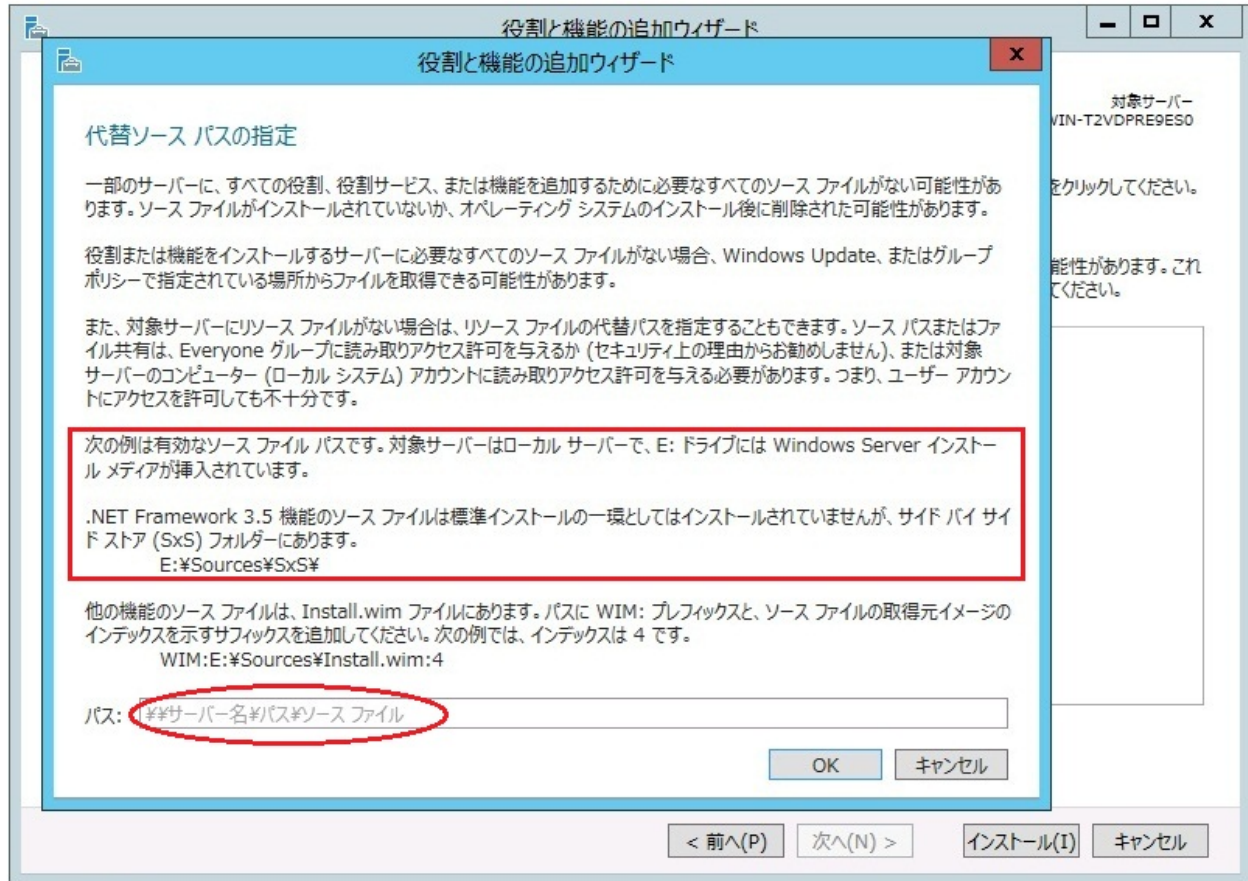 役割と機能の追加ウィザード
役割と機能の追加ウィザード
対象サーバー
WIN-T2VDPRE9ES0
代替ソース パスの指定
一部のサーバーに、すべての役割、役割サービス、または機能を追加するために必要なすべてのソース ファイルがない可能性があ
ります。ソース ファイルがインストールされていないか、オペレーティング システムのインストール後に削除された可能性があります。
をクリックしてください。
役割または機能をインストールするサーバーに必要なすべてのソース ファイルがない場合、Windows Update、またはグループ
ポリシーで指定されている場所からファイルを取得できる可能性があります。
能性があります。これ
てください。
また、対象サーバーにリソース ファイルがない場合は、リソース ファイルの代替パスを指定することもできます。ソース パスまたはファ
イル共有は、Everyone グループに読み取りアクセス許可を与えるか (セキュリティ上の理由からお勧めしません)、または対象
サーバーのコンピューター (ローカル システム) アカウントに読み取りアクセス許可を与える必要があります。つまり、ユーザー アカウン
トにアクセスを許可しても不十分です。
次の例は有効なソース ファイル パスです。対象サーバーはローカル サーバーで、E: ドライブには Windows Server インストー
ル メディアが挿入されています。
.NET Framework 3.5 機能のソース ファイルは標準インストールの一環としてはインストールされていませんが、サイド バイ サイ
ド ストア (SxS) フォルダーにあります。
E:¥Sources¥SxS¥
他の機能のソース ファイルは、Install.wim ファイルにあります。パスに WIM: プレフィックスと、ソース ファイルの取得元イメージの
インデックスを示すサフィックスを追加してください。次の例では、インデックスは 4 です。
WIM:E:¥Sources¥Install.wim:4
パス: ¥¥サーバー名¥パス¥ソース ファイル
OK キャンセル
< 前へ(P) 次へ(N) > インストール(I) キャンセル